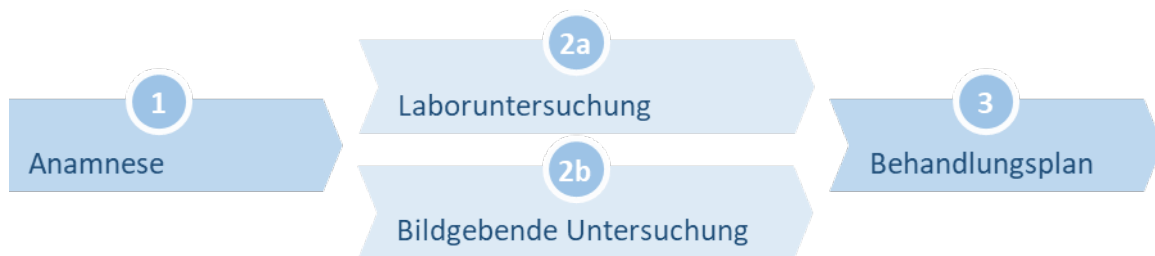 1
Anamnese
2a
Laboruntersuchung
2b
Bildgebende Untersuchung
3
Behandlungsplan